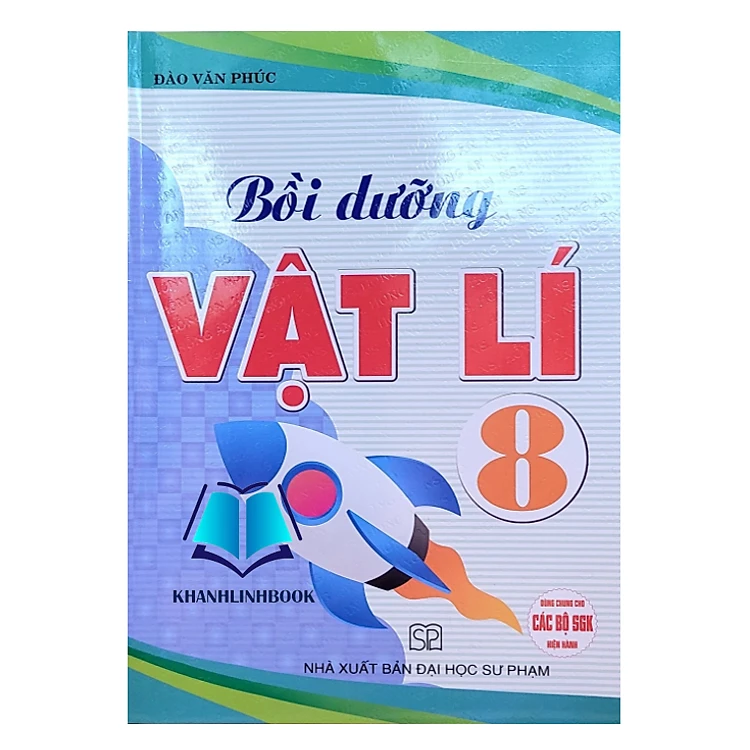 ĐÀO VĂN PHÚC
Bồi dưỡng
VẬT LÍ
8
KHANHLINHBOOK
DÙNG CHUNG CHO
CÁC BỘ SGK
HIỆN HÀNH
SP
NHÀ XUẤT BẢN ĐẠI HỌC SƯ PHẠM